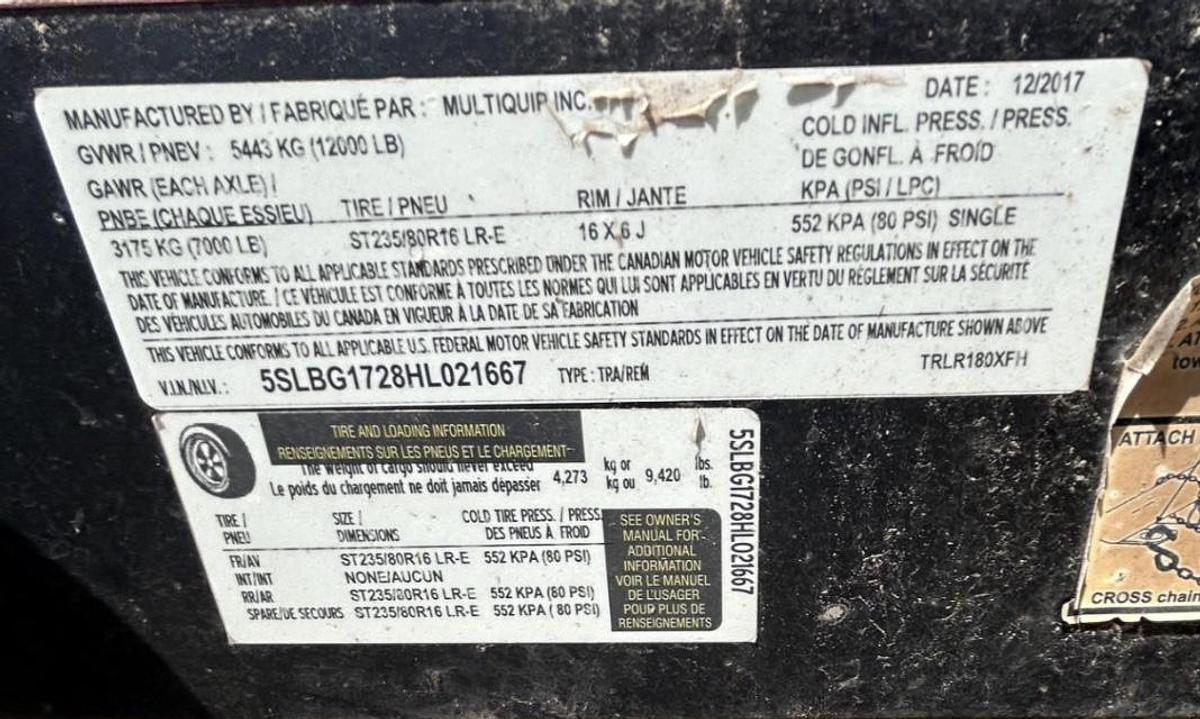 MANUFACTURED BY / FABRIQUÉ PAR : MULTIQUIP INC. DATE : 12/2017
GVWR / PNEV : 5443 KG (12000 LB) COLD INFL. PRESS. / PRESS.
DE GONFL. À FROID
GAWR (EACH AXLE) /
PNBE (CHAQUE ESSIEU) TIRE / PNEU RIM / JANTE KPA (PSI / LPC)
3175 KG (7000 LB) ST235/80R16 LR-E 16 X 6 J 552 KPA (80 PSI) SINGLE
THIS VEHICLE CONFORMS TO ALL APPLICABLE STANDARDS PRESCRIBED UNDER THE CANADIAN MOTOR VEHICLE SAFETY REGULATIONS IN EFFECT ON THE
DATE OF MANUFACTURE. / CE VÉHICULE EST CONFORME À TOUTES LES NORMES QUI LUI SONT APPLICABLES EN VERTU DU RÈGLEMENT SUR LA SÉCURITÉ
DES VÉHICULES AUTOMOBILES DU CANADA EN VIGUEUR À LA DATE DE SA FABRICATION
THIS VEHICLE CONFORMS TO ALL APPLICABLE U.S. FEDERAL MOTOR VEHICLE SAFETY STANDARDS IN EFFECT ON THE DATE OF MANUFACTURE SHOWN ABOVE
V.I.N./N.I.V.: 5SLBG1728HL021667 TYPE : TRA/REM TRLR180XFH
TIRE AND LOADING INFORMATION
RENSEIGNEMENTS SUR LES PNEUS ET LE CHARGEMENT
The weight of cargo should never exceed
Le poids du chargement ne doit jamais dépasser 4,273 kg or
kg ou 9,420 lbs.
lb.
TIRE / SIZE / COLD TIRE PRESS. / PRESS.
PNEU DIMENSIONS DES PNEUS À FROID
FR/AV ST235/80R16 LR-E 552 KPA (80 PSI)
INT/INT NONE/AUCUN
RR/AR ST235/80R16 LR-E 552 KPA (80 PSI)
SPARE/DE SECOURS ST235/80R16 LR-E 552 KPA ( 80 PSI)
SEE OWNER'S
MANUAL FOR
ADDITIONAL
INFORMATION
VOIR LE MANUEL
DE L'USAGER
POUR PLUS DE
RENSEIGNEMENTS
5SLBG1728HL021667
ATTACH
CROSS chain